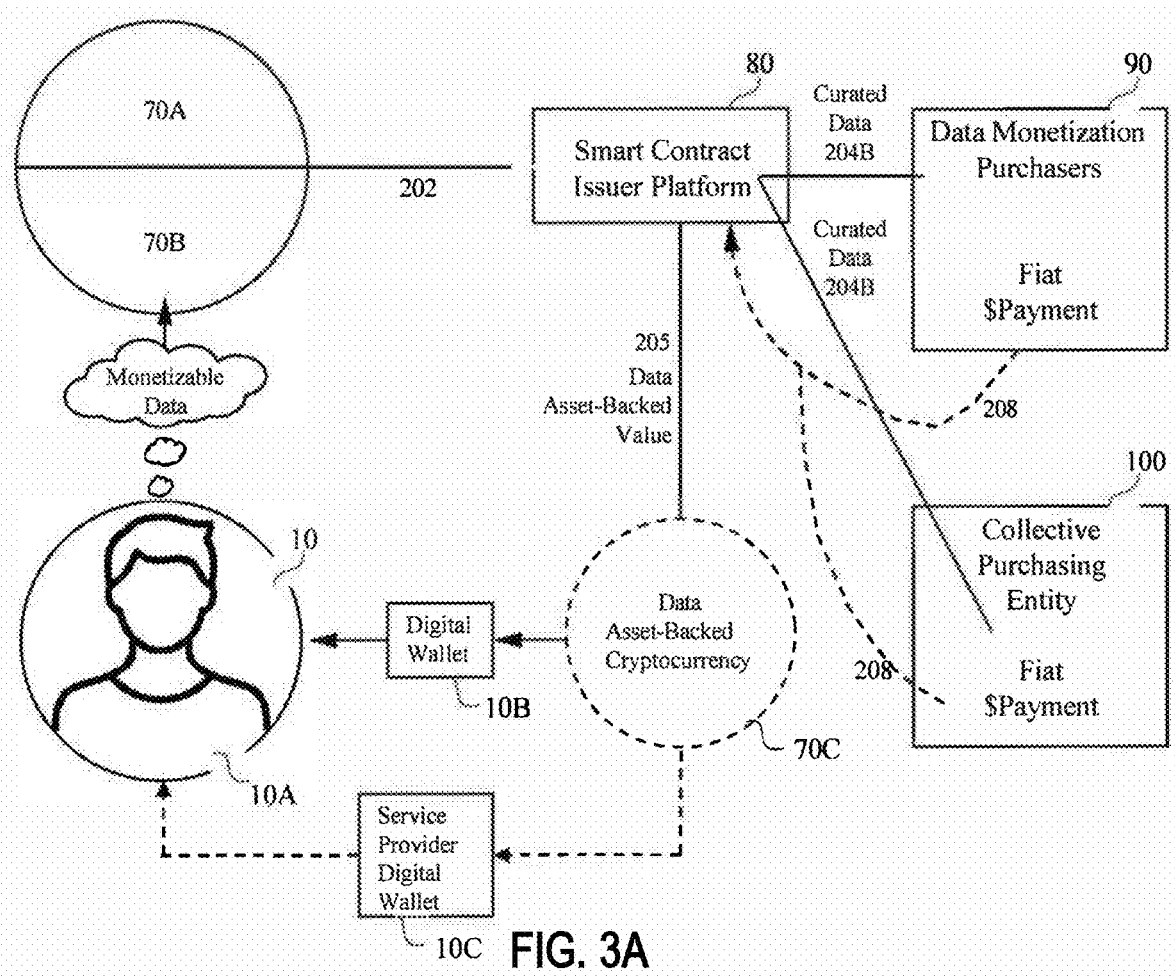 70A
70B
202
Monetizable
Data
10
10A
80
Smart Contract
Issuer Platform
Curated
Data
204B
Curated
Data
204B
90
Data Monetization
Purchasers
Fiat
$Payment
208
205
Data
Asset-Backed
Value
100
Collective
Purchasing
Entity
Fiat
$Payment
208
Data
Asset-Backed
Cryptocurrency
70C
Digital
Wallet
10B
Service
Provider
Digital
Wallet
10C
FIG. 3A